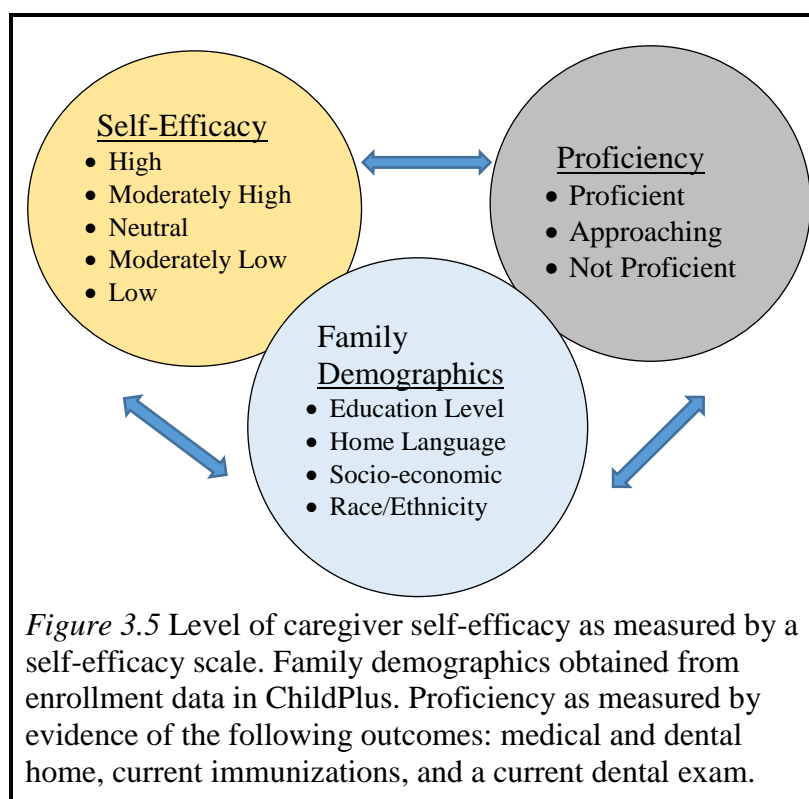 Self-Efficacy
• High
• Moderately High
• Neutral
• Moderately Low
• Low
Proficiency
• Proficient
• Approaching
• Not Proficient
Family
Demographics
• Education Level
• Home Language
• Socio-economic
• Race/Ethnicity
Figure 3.5 Level of caregiver self-efficacy as measured by a
self-efficacy scale. Family demographics obtained from
enrollment data in ChildPlus. Proficiency as measured by
evidence of the following outcomes: medical and dental
home, current immunizations, and a current dental exam.